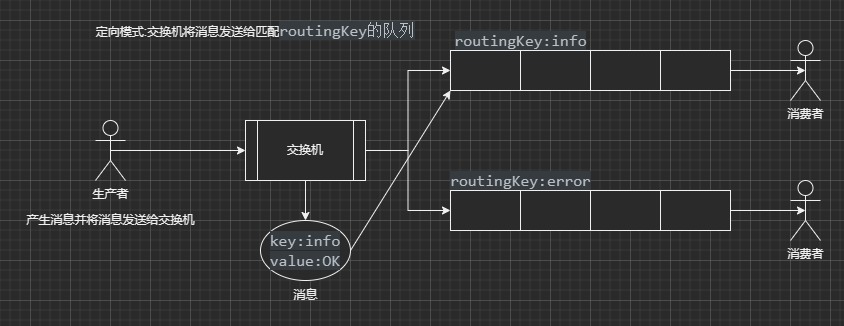 定向模式:交换机将消息发送给匹配routingKey的队列
routingKey:info
消费者
交换机
生产者
产生消息并将消息发送给交换机
routingKey:error
key:info
value:OK
消费者
消息